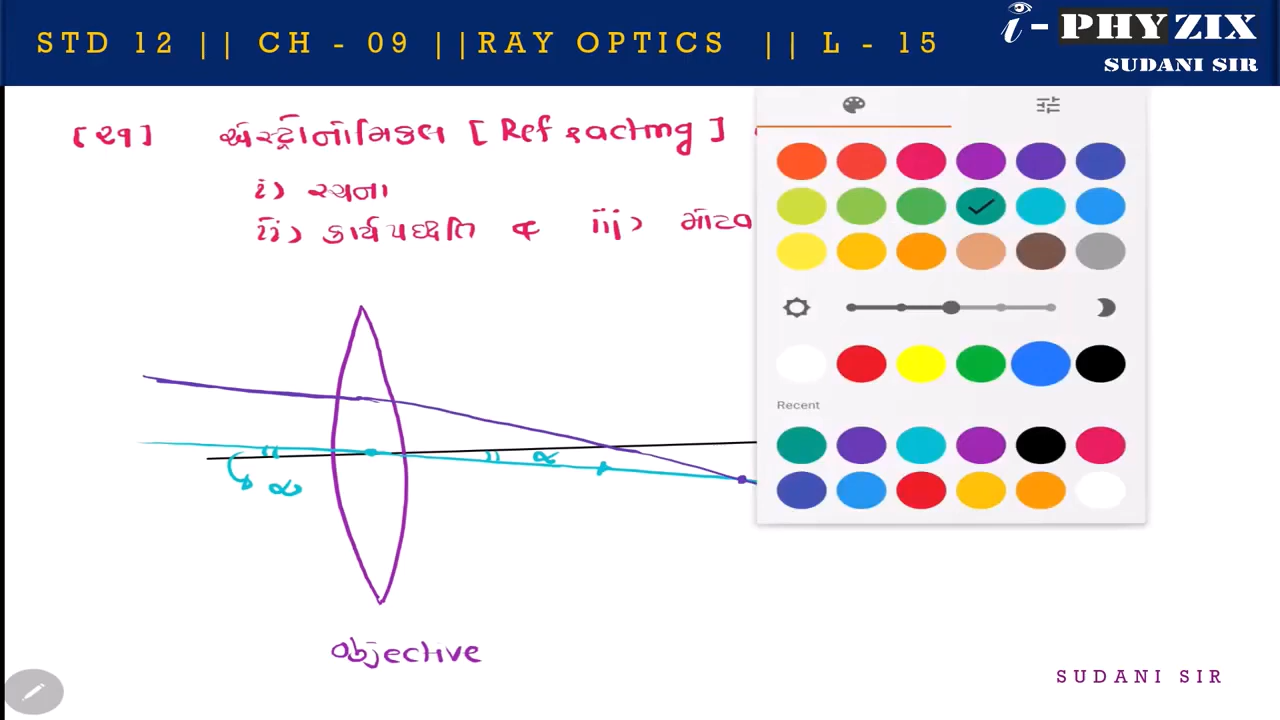 STD 12 || CH - 09 ||RAY OPTICS || L - 15
i-PHYZIX
SUDANI SIR
[૨૧] એસ્ટ્રોનોમિકલ [Refracting]
i) રચના
ii) કાર્યપદ્ધતિ & iii) મોટવ
Recent
α
α
objective
SUDANI SIR